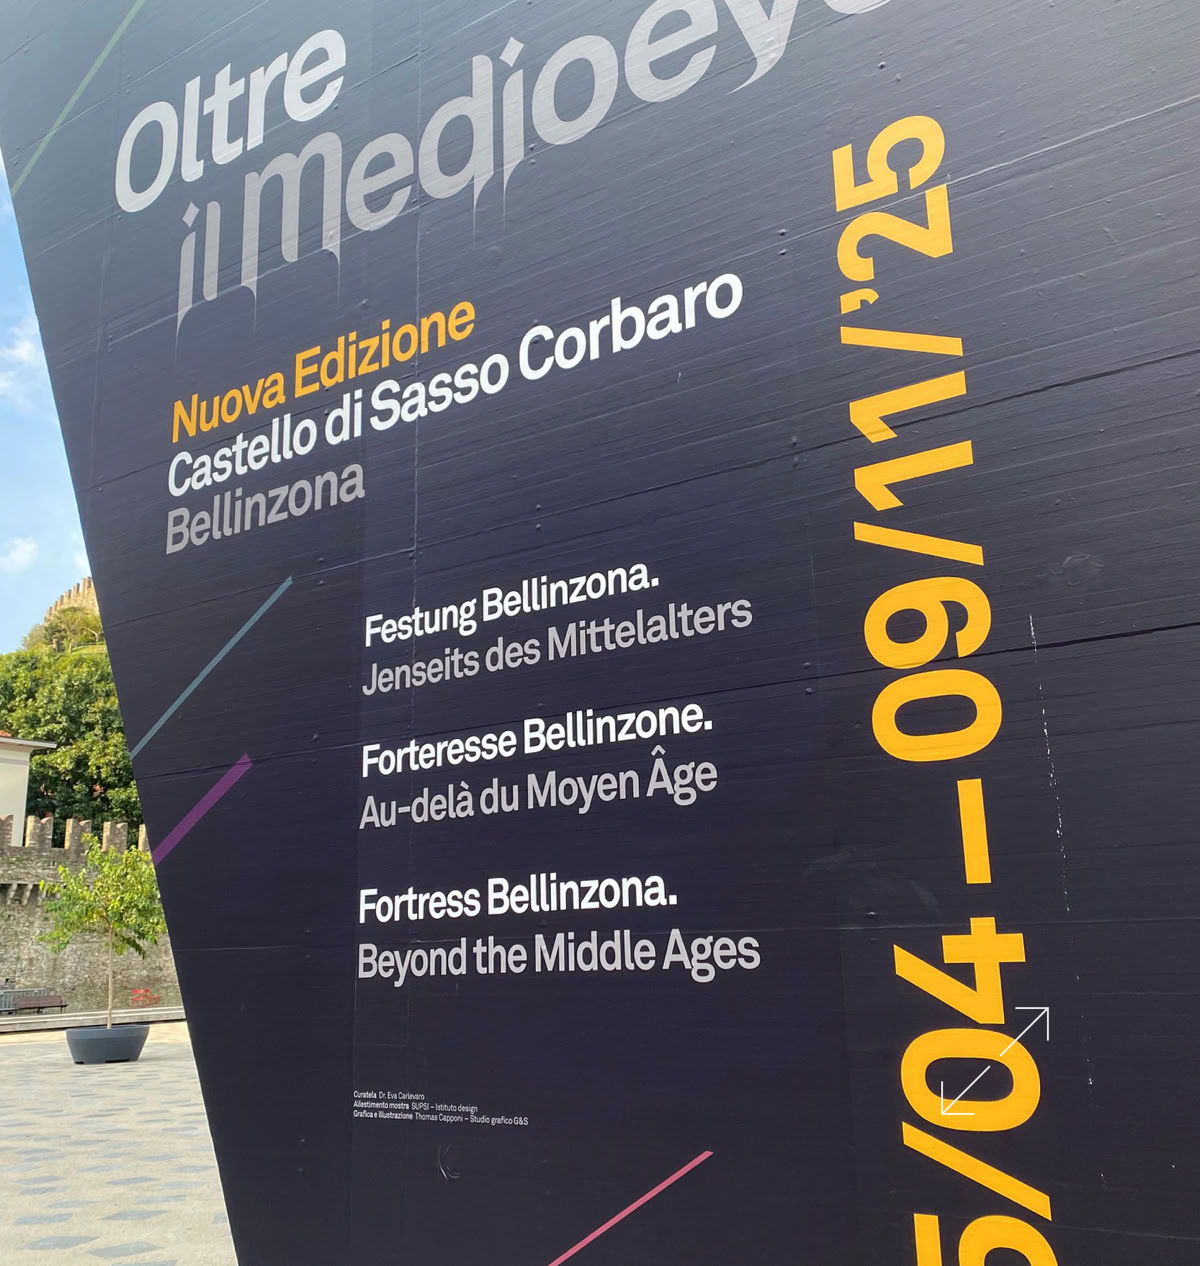 Oltre
il Medioev
Nuova Edizione
Castello di Sasso Corbaro
Bellinzona
Festung Bellinzona.
Jenseits des Mittelalters
Forteresse Bellinzone.
Au-delà du Moyen Âge
Fortress Bellinzona.
Beyond the Middle Ages
Curatela Dr. Eva Carlevaro
Allestimento mostra SUPSI – Istituto design
Grafica e illustrazione Thomas Capponi – Studio grafico G&S
5/04–09/11/’25